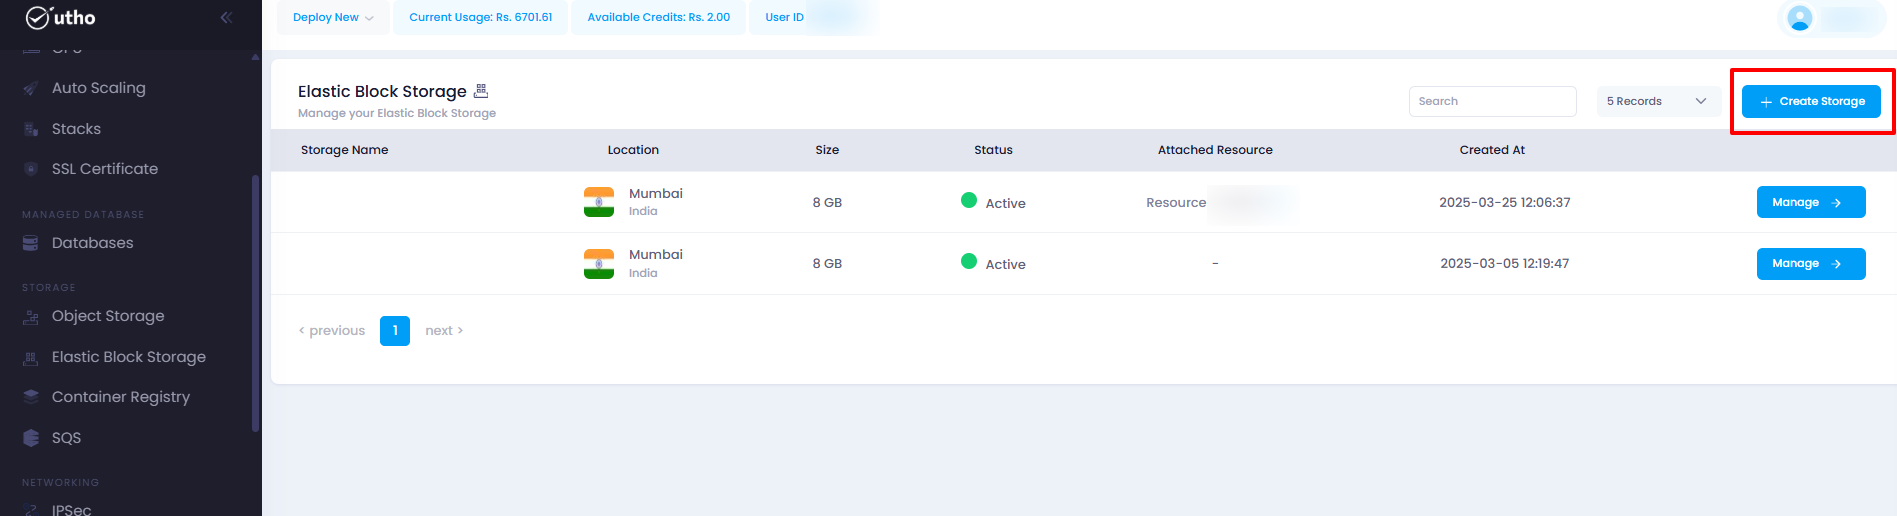 utho
Deploy New
Current Usage: Rs. 6701.61
Available Credits: Rs. 2.00
User ID
Auto Scaling
Stacks
SSL Certificate
MANAGED DATABASE
Databases
STORAGE
Object Storage
Elastic Block Storage
Container Registry
SQS
NETWORKING
IPSec
Elastic Block Storage
Manage your Elastic Block Storage
Search
5 Records
+ Create Storage
Storage Name Location Size Status Attached Resource Created At
Mumbai
India
8 GB
Active
Resource
2025-03-25 12:06:37
Manage →
Mumbai
India
8 GB
Active
-
2025-03-05 12:19:47
Manage →
< previous 1 next >